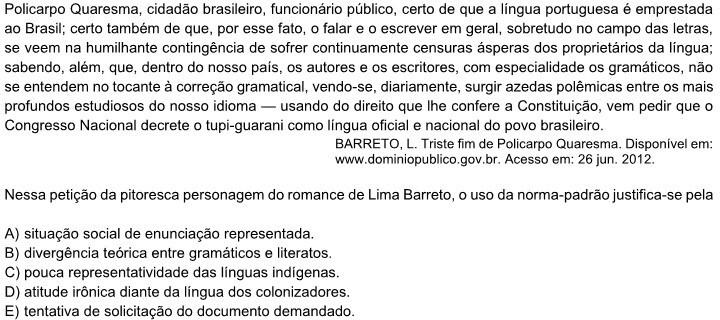 Policarpo Quaresma, cidadão brasileiro, funcionário público, certo de que a língua portuguesa é emprestada
ao Brasil; certo também de que, por esse fato, o falar e o escrever em geral, sobretudo no campo das letras,
se veem na humilhante contingência de sofrer continuamente censuras ásperas dos proprietários da língua;
sabendo, além, que, dentro do nosso país, os autores e os escritores, com especialidade os gramáticos, não
se entendem no tocante à correção gramatical, vendo-se, diariamente, surgir azedas polêmicas entre os mais
profundos estudiosos do nosso idioma — usando do direito que lhe confere a Constituição, vem pedir que o
Congresso Nacional decrete o tupi-guarani como língua oficial e nacional do povo brasileiro.
BARRETO, L. Triste fim de Policarpo Quaresma. Disponível em:
www.dominiopublico.gov.br. Acesso em: 26 jun. 2012.
Nessa petição da pitoresca personagem do romance de Lima Barreto, o uso da norma-padrão justifica-se pela
A) situação social de enunciação representada.
B) divergência teórica entre gramáticos e literatos.
C) pouca representatividade das línguas indígenas.
D) atitude irônica diante da língua dos colonizadores.
E) tentativa de solicitação do documento demandado.